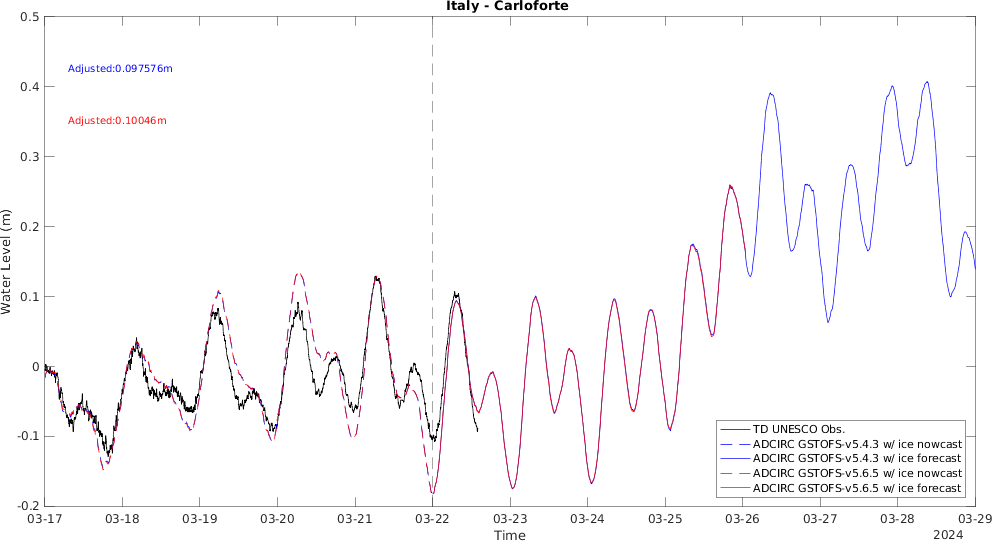 Italy - Carloforte
0.5
0.4
0.3
0.2
0.1
0
-0.1
-0.2
Water Level (m)
Adjusted:0.097576m
Adjusted:0.10046m
TD UNESCO Obs.
ADCIRC GSTOFS-v5.4.3 w/ ice nowcast
ADCIRC GSTOFS-v5.4.3 w/ ice forecast
ADCIRC GSTOFS-v5.6.5 w/ ice nowcast
ADCIRC GSTOFS-v5.6.5 w/ ice forecast
03-17 03-18 03-19 03-20 03-21 03-22 03-23 03-24 03-25 03-26 03-27 03-28 03-29
Time
2024